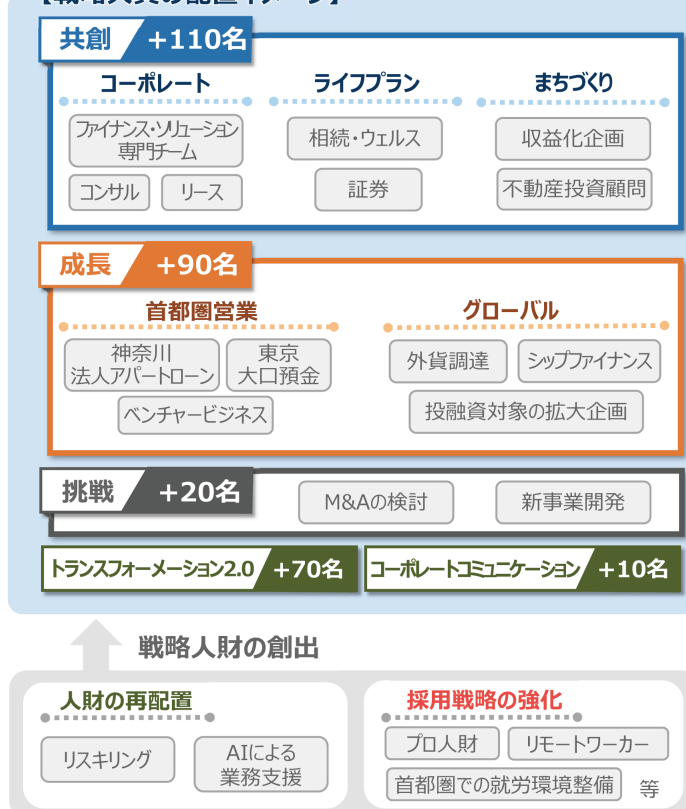 【戦略人員の配置イメージ】
共創 +110名
コーポレート
ファイナンス・ソリューション
専門チーム
コンサル
リース
ライフプラン
相続・ウェルス
証券
まちづくり
収益化企画
不動産投資顧問
成長 +90名
首都圏営業
神奈川
法人アパートローン
東京
大口預金
ベンチャービジネス
グローバル
外貨調達
シップファイナンス
投融資対象の拡大企画
挑戦 +20名
M&Aの検討
新事業開発
トランスフォーメーション2.0 +70名
コーポレートコミュニケーション +10名
戦略人財の創出
人財の再配置
リスキリング
AIによる
業務支援
採用戦略の強化
プロ人財
リモートワーカー
首都圏での就労環境整備 等